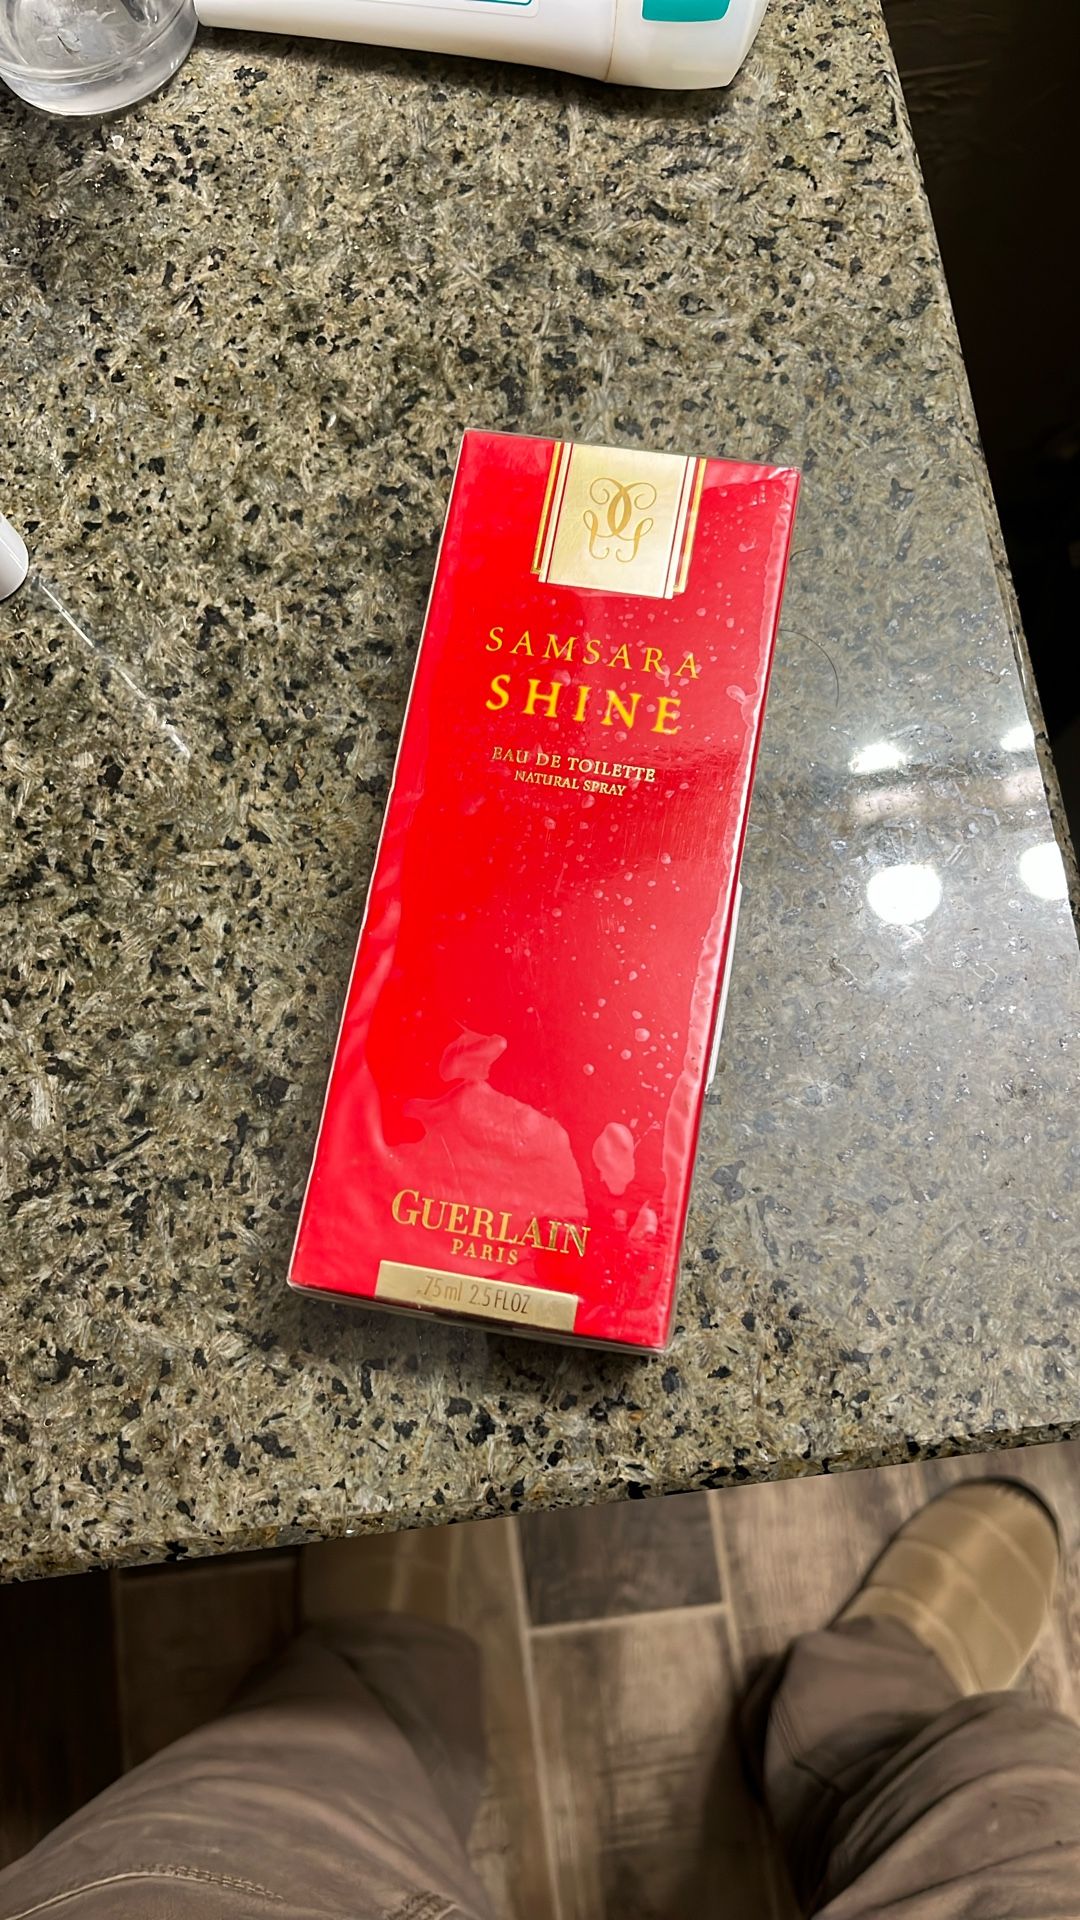 SAMSARA
SHINE
EAU DE TOILETTE
NATURAL SPRAY
GUERLAIN
PARIS
75 ml 2.5 FL OZ